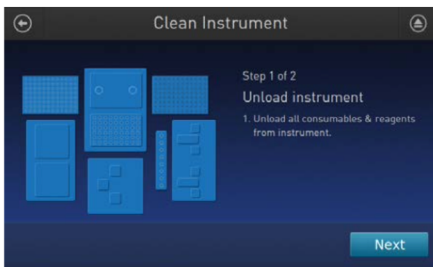 Clean Instrument
Step 1 of 2
Unload instrument
1. Unload all consumables & reagents
from instrument.
Next